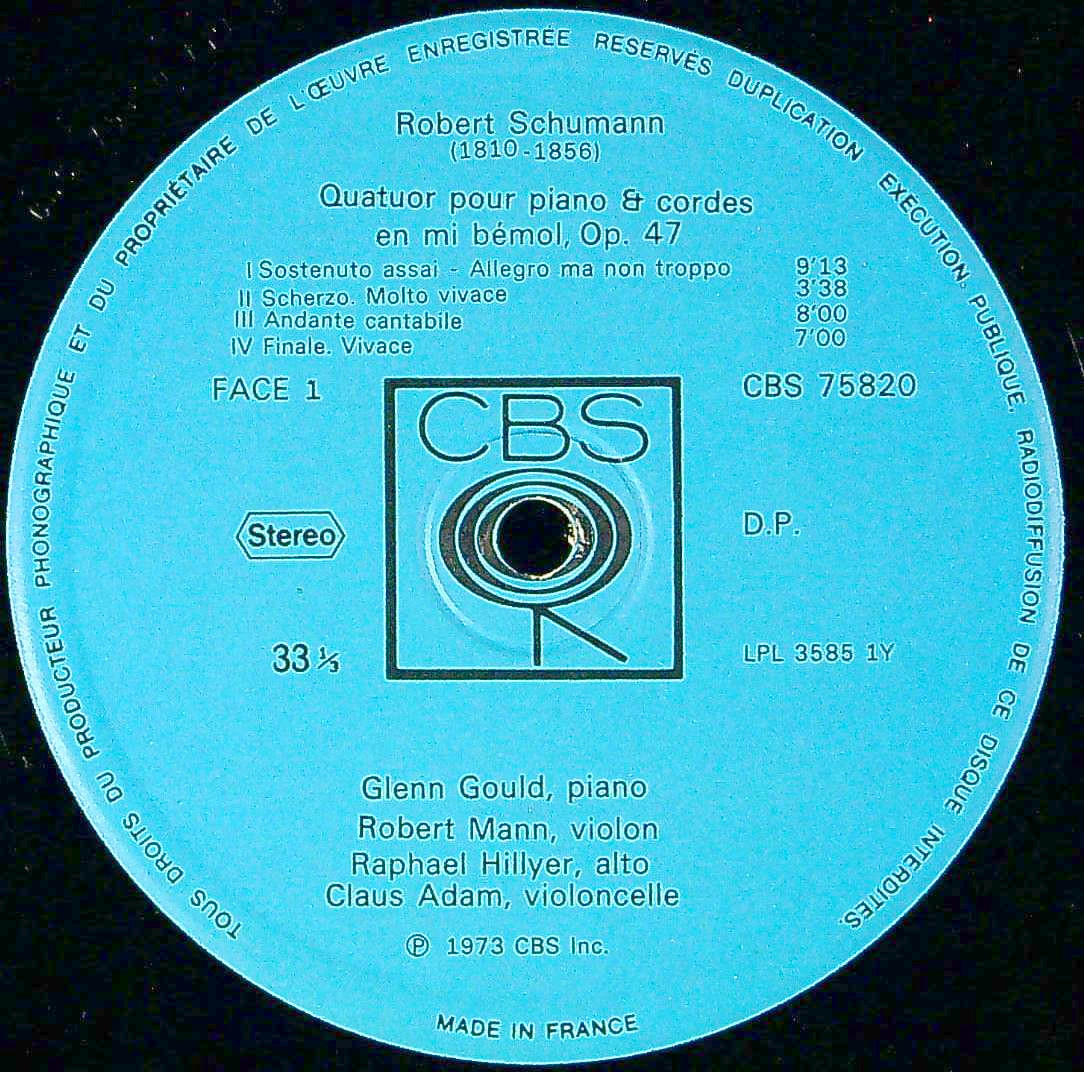 TOUS DROITS DU PRODUCTEUR PHONOGRAPHIQUE ET DU PROPRIÉTAIRE DE L'ŒUVRE ENREGISTRÉE RESERVÉS DUPLICATION EXÉCUTION, PUBLIQUE, RADIODIFFUSION DE CE DISQUE INTERDITES.
Robert Schumann
(1810-1856)
Quatuor pour piano & cordes
en mi bémol, Op. 47
I Sostenuto assai - Allegro ma non troppo 9'13
II Scherzo. Molto vivace 3'38
III Andante cantabile 8'00
IV Finale. Vivace 7'00
FACE 1 CBS 75820
CBS
Stereo D.P.
33 ⅓ LPL 3585 1Y
Glenn Gould, piano
Robert Mann, violon
Raphael Hillyer, alto
Claus Adam, violoncelle
℗ 1973 CBS Inc.
MADE IN FRANCE